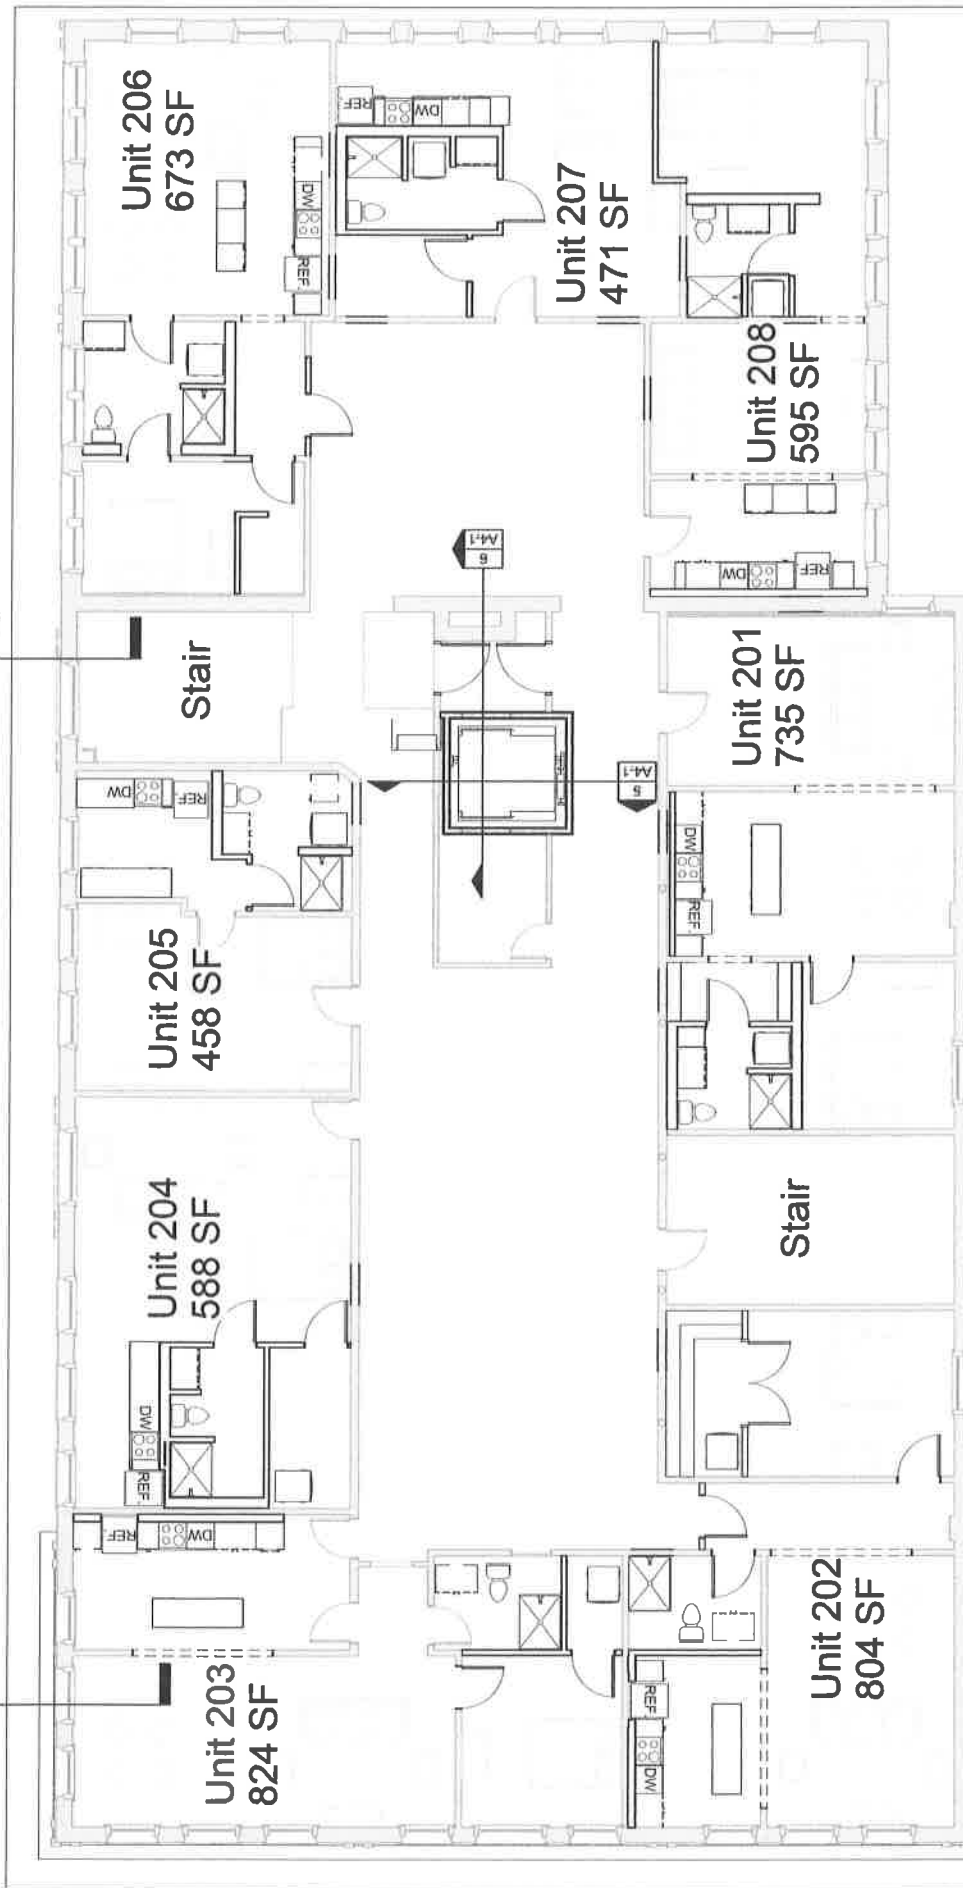 Unit 206
673 SF
REF.
DW
REF
DW
Unit 207
471 SF
Unit 208
595 SF
DW
REF
6
A4.1
Stair
DW
REF.
Unit 205
458 SF
5
A4.1
Unit 201
735 SF
DW
REF.
Unit 204
588 SF
DW
REF.
Stair
REF.
DW
Unit 203
824 SF
REF.
DW
Unit 202
804 SF